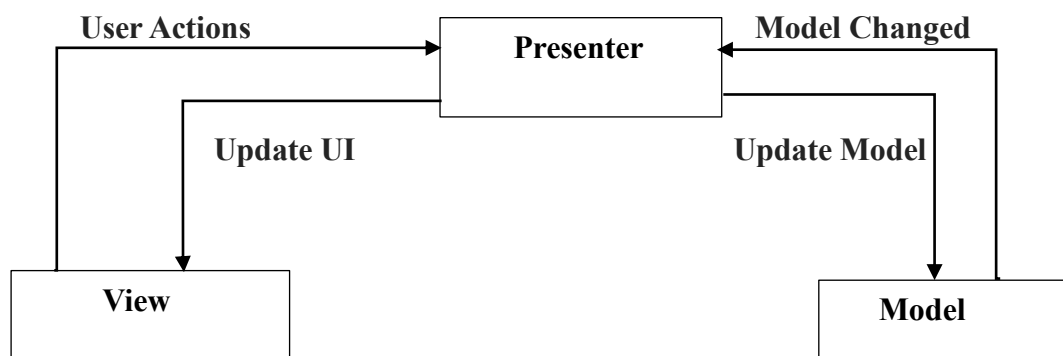 User Actions
Presenter
Model Changed
Update UI
Update Model
View
Model